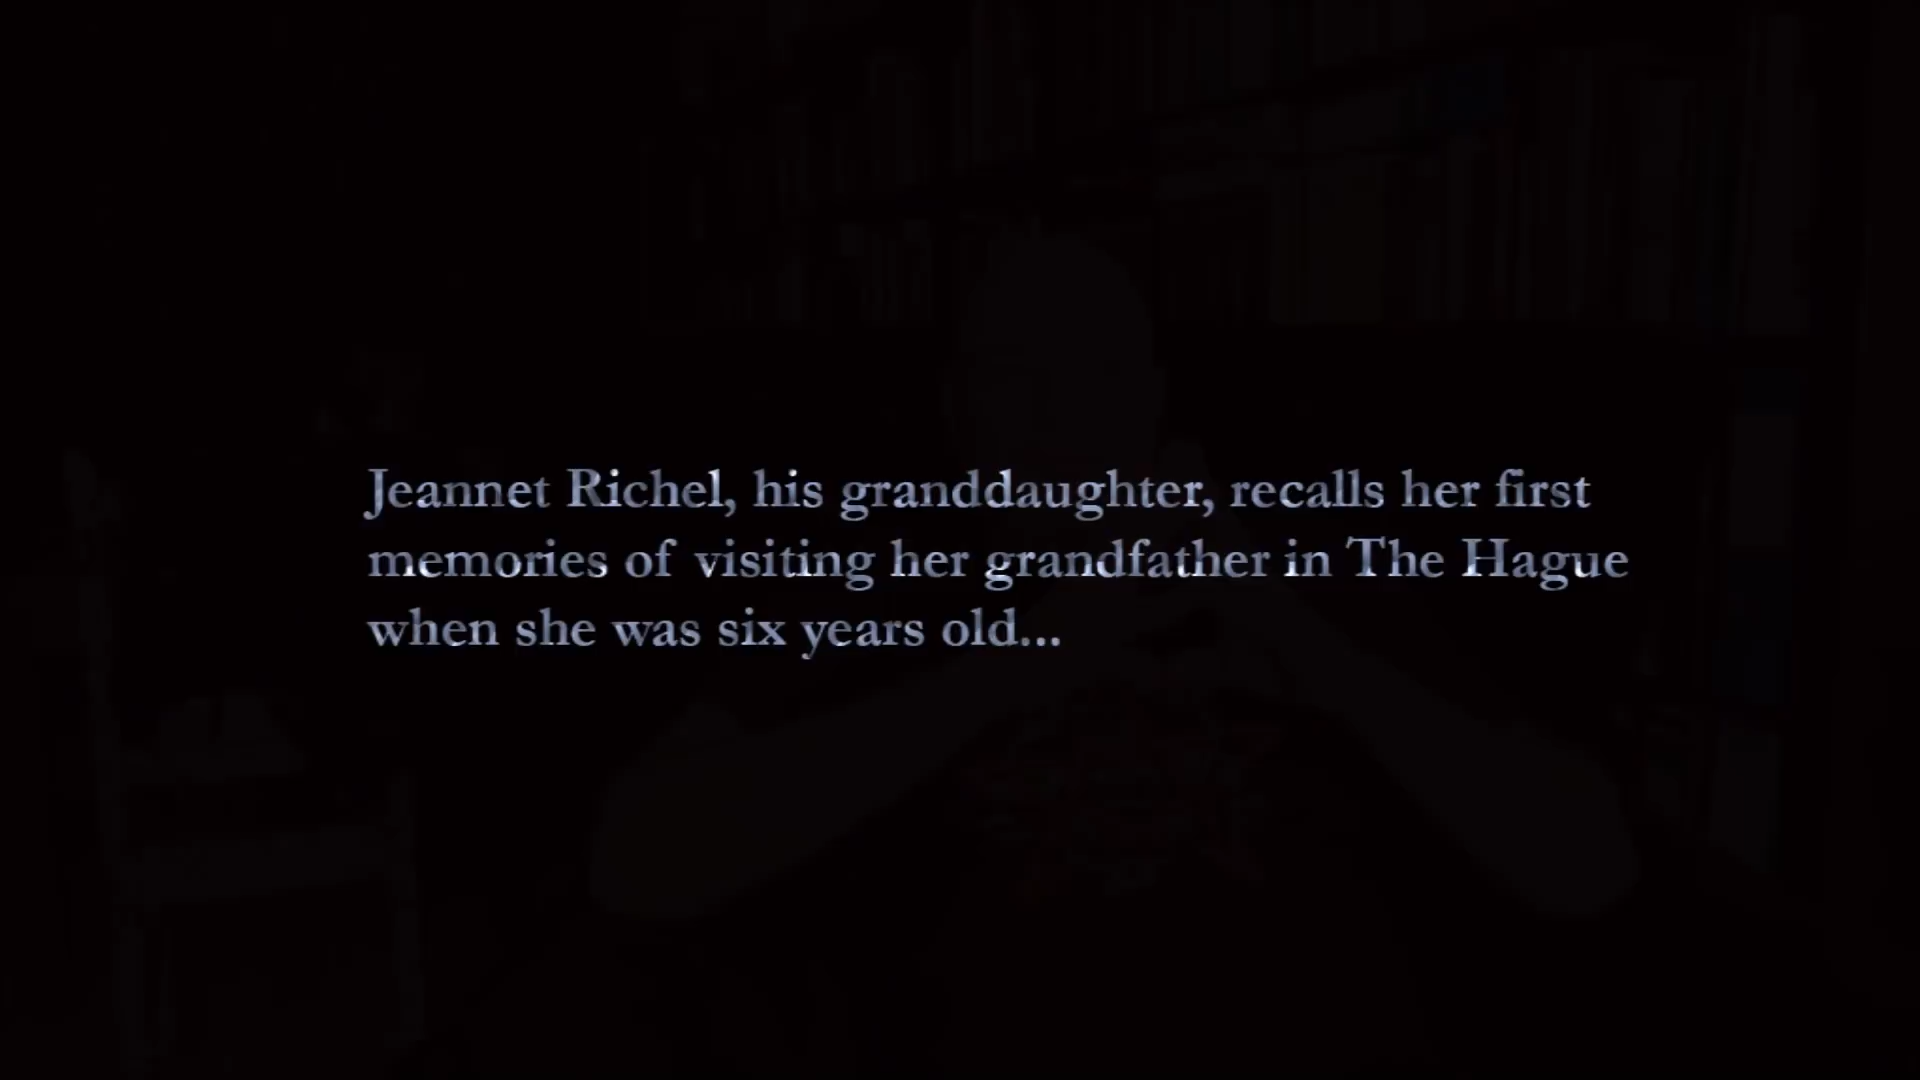 Jeannet Richel, his granddaughter, recalls her first
memories of visiting her grandfather in The Hague
when she was six years old...